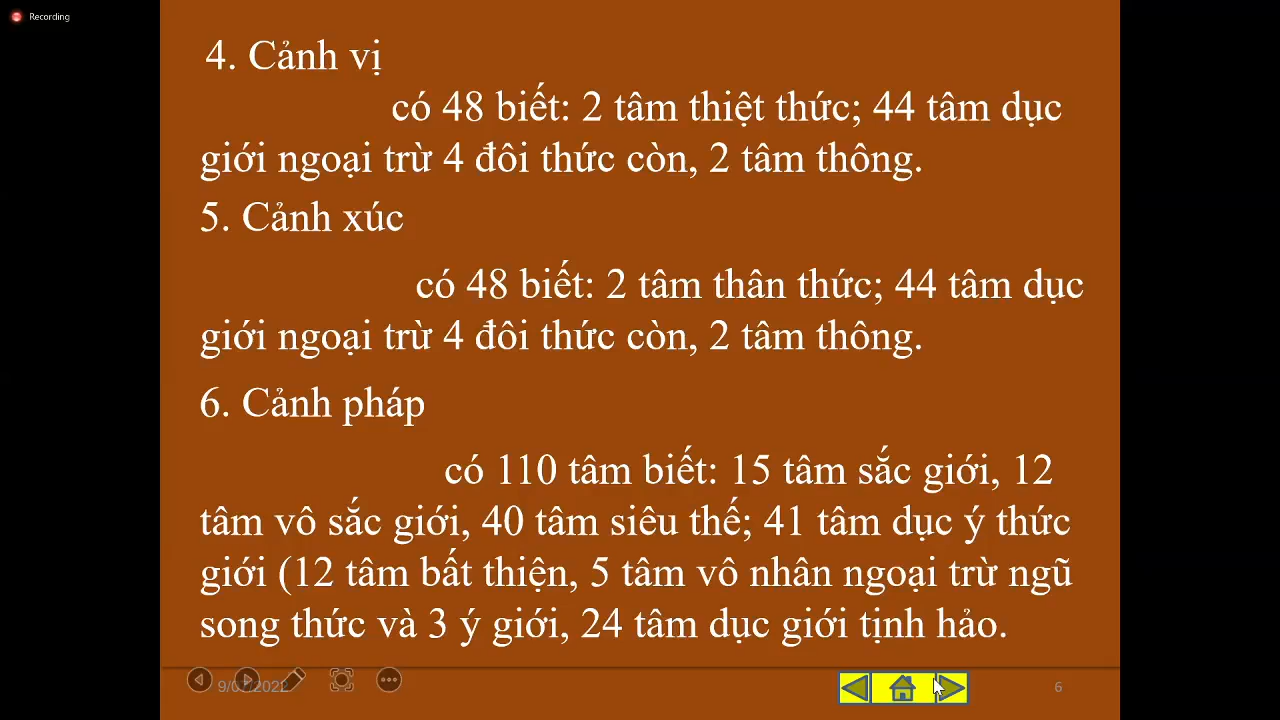 Recording
4. Cảnh vị
có 48 biết: 2 tâm thiệt thức; 44 tâm dục
giới ngoại trừ 4 đôi thức còn, 2 tâm thông.
5. Cảnh xúc
có 48 biết: 2 tâm thân thức; 44 tâm dục
giới ngoại trừ 4 đôi thức còn, 2 tâm thông.
6. Cảnh pháp
có 110 tâm biết: 15 tâm sắc giới, 12
tâm vô sắc giới, 40 tâm siêu thế; 41 tâm dục ý thức
giới (12 tâm bất thiện, 5 tâm vô nhân ngoại trừ ngũ
song thức và 3 ý giới, 24 tâm dục giới tịnh hảo.
6